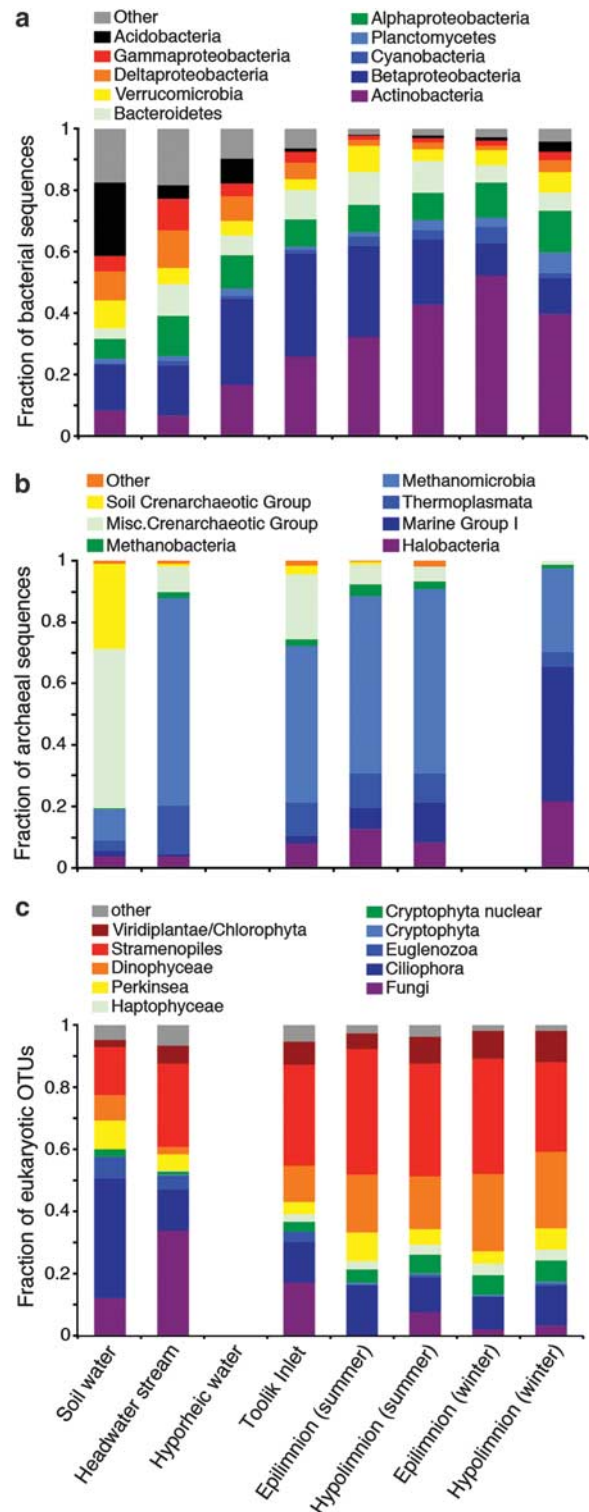 a
Other
Acidobacteria
Gammaproteobacteria
Deltaproteobacteria
Verrucomicrobia
Bacteroidetes
Alphaproteobacteria
Planctomycetes
Cyanobacteria
Betaproteobacteria
Actinobacteria
Fraction of bacterial sequences
1
0.8
0.6
0.4
0.2
0
b
Other
Soil Crenarchaeotic Group
Misc.Crenarchaeotic Group
Methanobacteria
Methanomicrobia
Thermoplasmata
Marine Group I
Halobacteria
Fraction of archaeal sequences
1
0.8
0.6
0.4
0.2
0
c
other
Viridiplantae/Chlorophyta
Stramenopiles
Dinophyceae
Perkinsea
Haptophyceae
Cryptophyta nuclear
Cryptophyta
Euglenozoa
Ciliophora
Fungi
Fraction of eukaryotic OTUs
1
0.8
0.6
0.4
0.2
0
Soil water
Headwater stream
Hyporheic water
Toolik Inlet
Epilimnion (summer)
Hypolimnion (summer)
Epilimnion (winter)
Hypolimnion (winter)